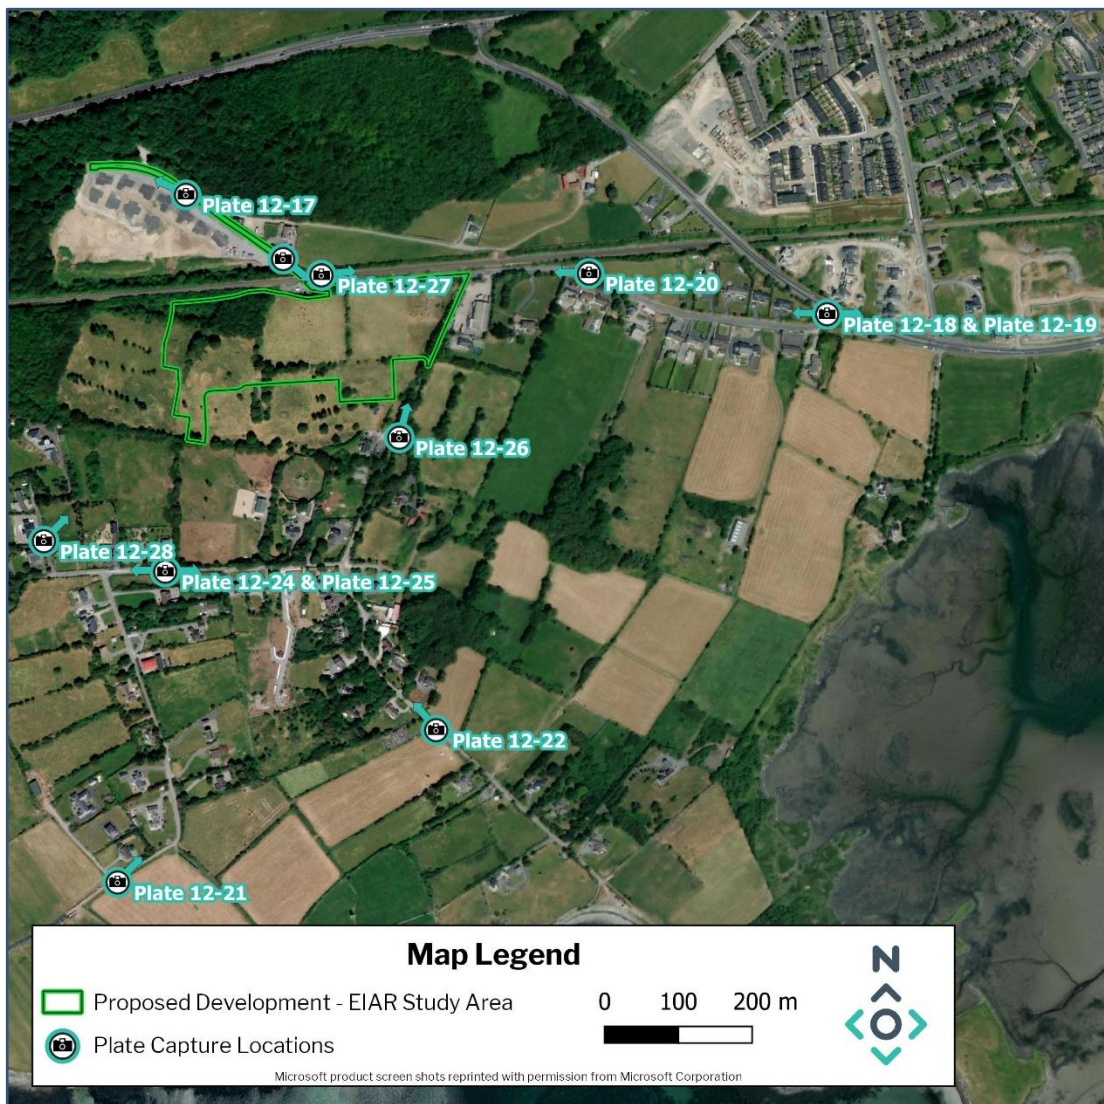 Plate 12-17
Plate 12-27
Plate 12-20
Plate 12-18 & Plate 12-19
Plate 12-26
Plate 12-28
Plate 12-24 & Plate 12-25
Plate 12-22
Plate 12-21
Map Legend
N
Proposed Development - EIAR Study Area
0 100 200 m
Plate Capture Locations
Microsoft product screen shots reprinted with permission from Microsoft Corporation